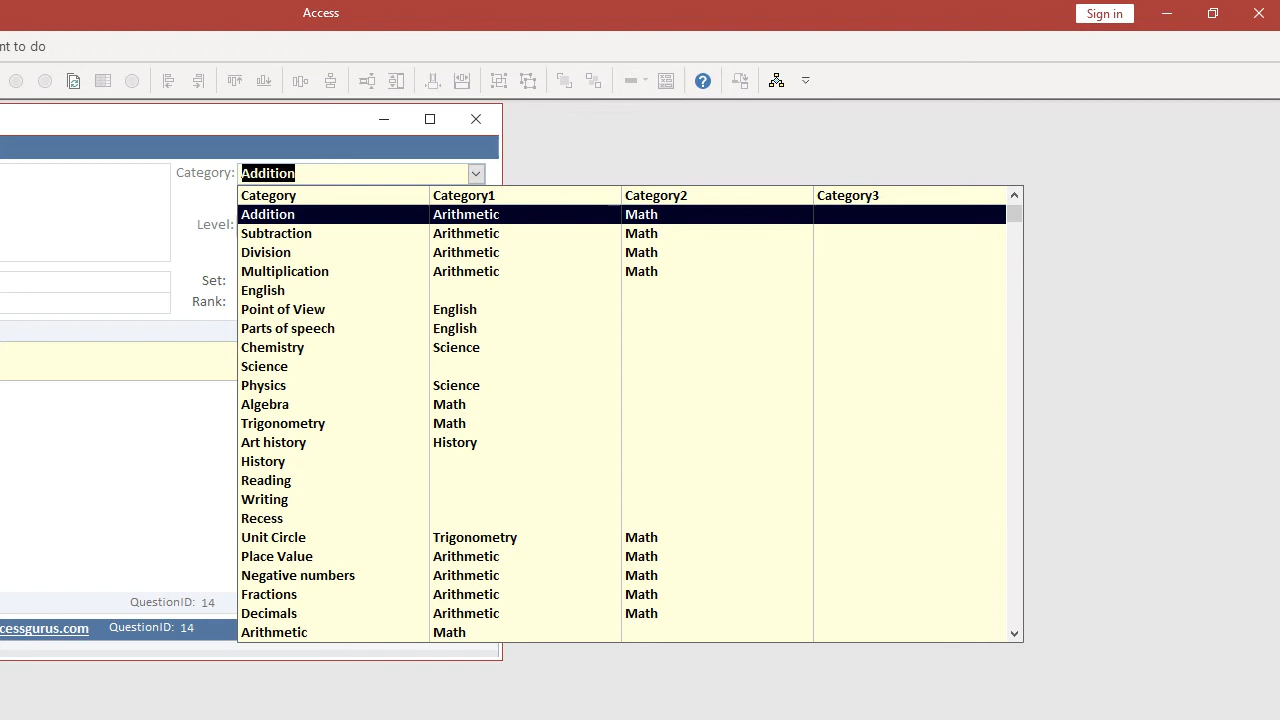 Access
Sign in
nt to do
Category: Addition
Category Category1 Category2 Category3
Addition Arithmetic Math
Level:
Subtraction Arithmetic Math
Division Arithmetic Math
Multiplication Arithmetic Math
Set:
English
Rank:
Point of View English
Parts of speech English
Chemistry Science
Science
Physics Science
Algebra Math
Trigonometry Math
Art history History
History
Reading
Writing
Recess
Unit Circle Trigonometry Math
Place Value Arithmetic Math
Negative numbers Arithmetic Math
Fractions Arithmetic Math
QuestionID: 14
Decimals Arithmetic Math
cessgurus.com QuestionID: 14
Arithmetic Math